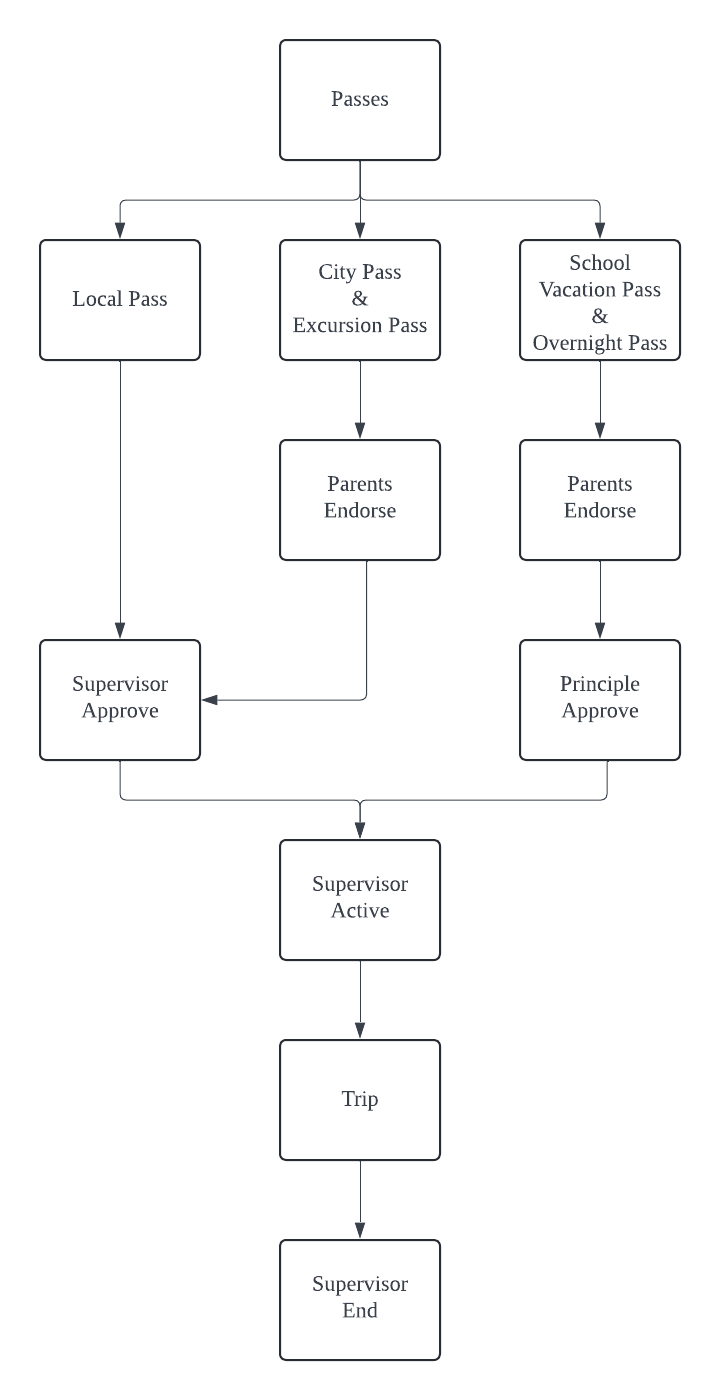 Passes
Local Pass
City Pass
&
Excursion Pass
School
Vacation Pass
&
Overnight Pass
Parents
Endorse
Parents
Endorse
Supervisor
Approve
Principle
Approve
Supervisor
Active
Trip
Supervisor
End